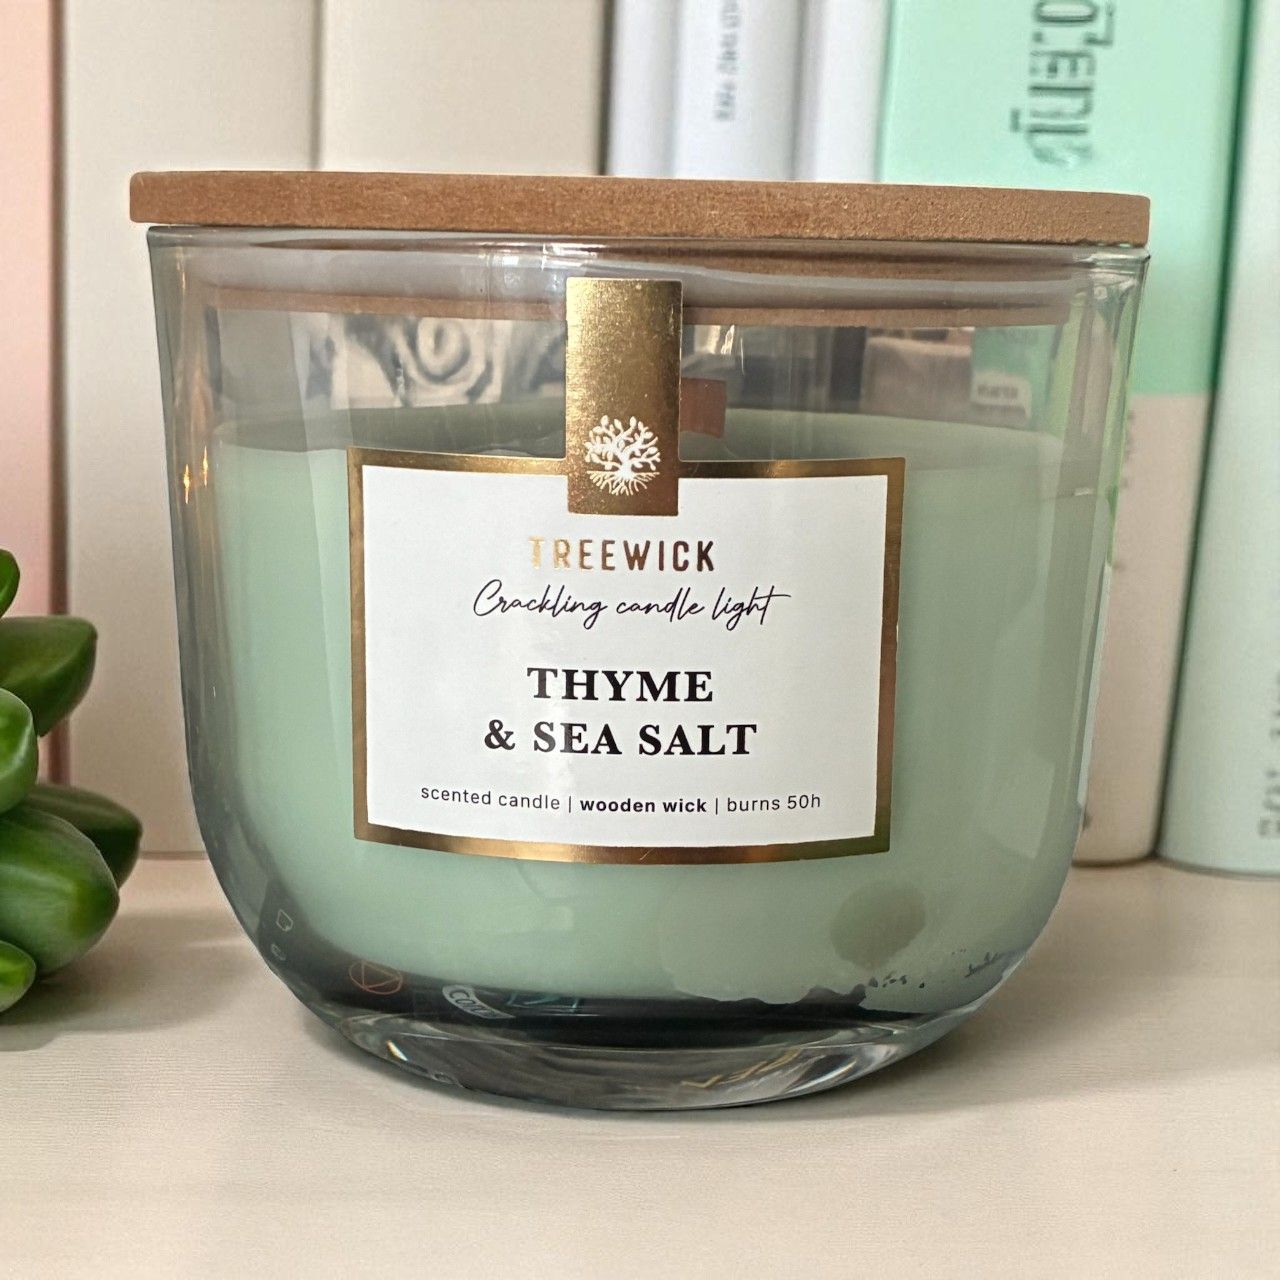 TREEWICK
Crackling candle light
THYME
& SEA SALT
scented candle | wooden wick | burns 50h